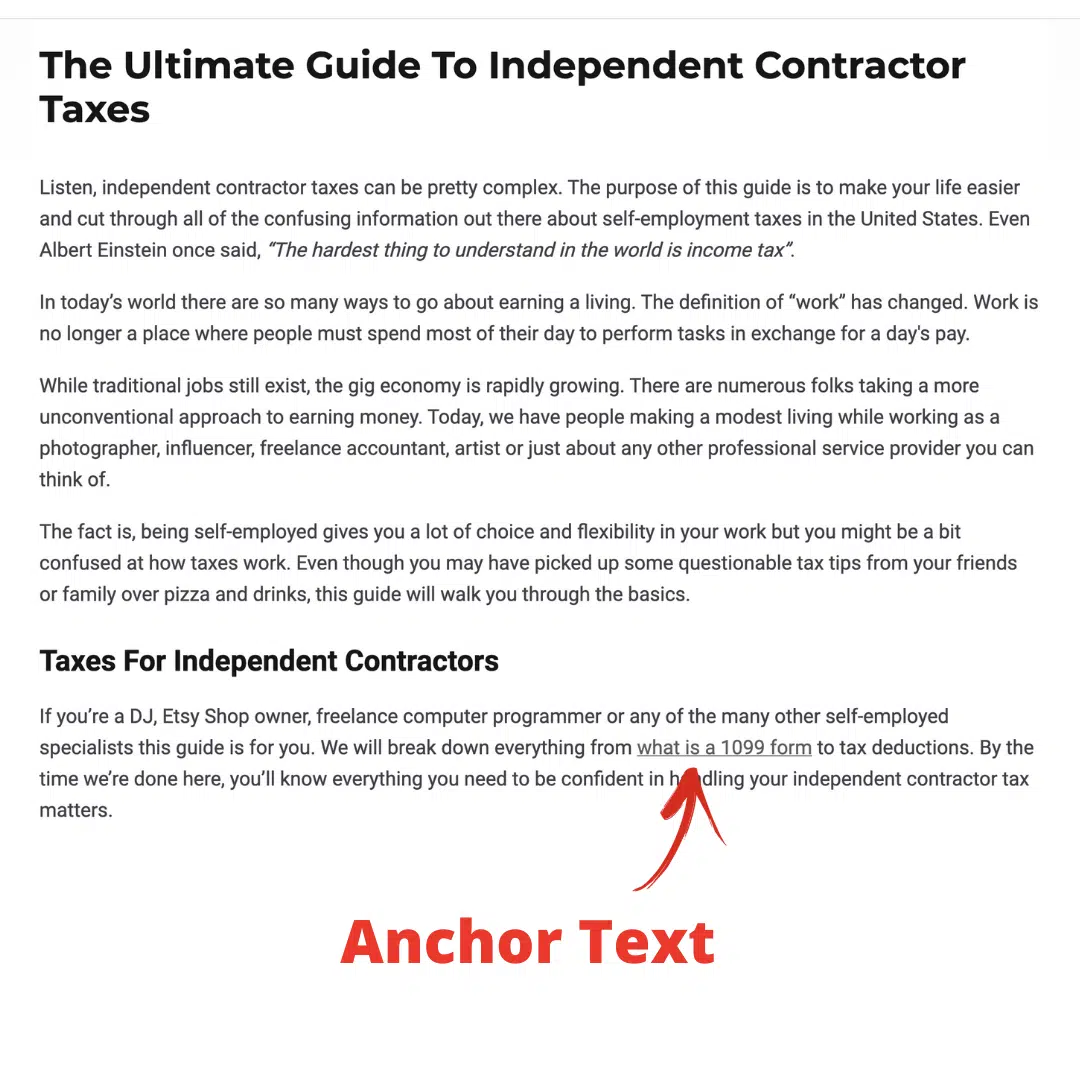 The Ultimate Guide To Independent Contractor
Taxes
Listen, independent contractor taxes can be pretty complex. The purpose of this guide is to make your life easier
and cut through all of the confusing information out there about self-employment taxes in the United States. Even
Albert Einstein once said, “The hardest thing to understand in the world is income tax”.
In today’s world there are so many ways to go about earning a living. The definition of “work” has changed. Work is
no longer a place where people must spend most of their day to perform tasks in exchange for a day's pay.
While traditional jobs still exist, the gig economy is rapidly growing. There are numerous folks taking a more
unconventional approach to earning money. Today, we have people making a modest living while working as a
photographer, influencer, freelance accountant, artist or just about any other professional service provider you can
think of.
The fact is, being self-employed gives you a lot of choice and flexibility in your work but you might be a bit
confused at how taxes work. Even though you may have picked up some questionable tax tips from your friends
or family over pizza and drinks, this guide will walk you through the basics.
Taxes For Independent Contractors
If you’re a DJ, Etsy Shop owner, freelance computer programmer or any of the many other self-employed
specialists this guide is for you. We will break down everything from what is a 1099 form to tax deductions. By the
time we’re done here, you’ll know everything you need to be confident in handling your independent contractor tax
matters.
Anchor Text